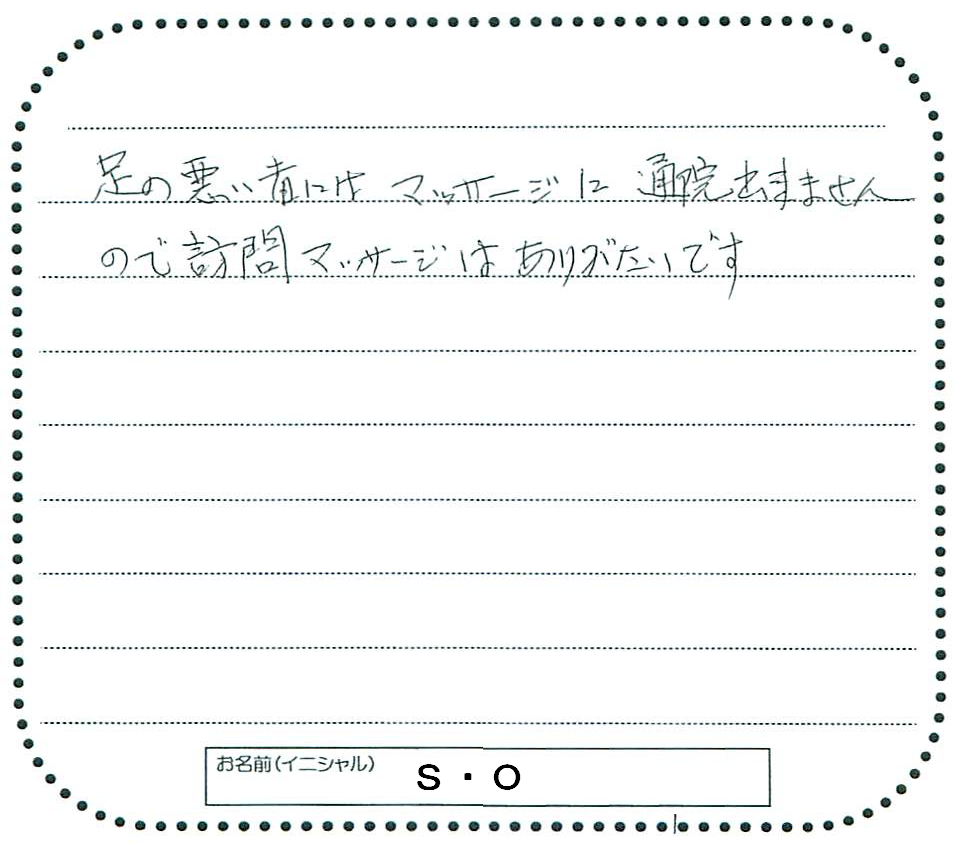 足の悪い者には マッサージに 通院出来ません
ので訪問マッサージは ありがたいです
お名前(イニシャル) S・O